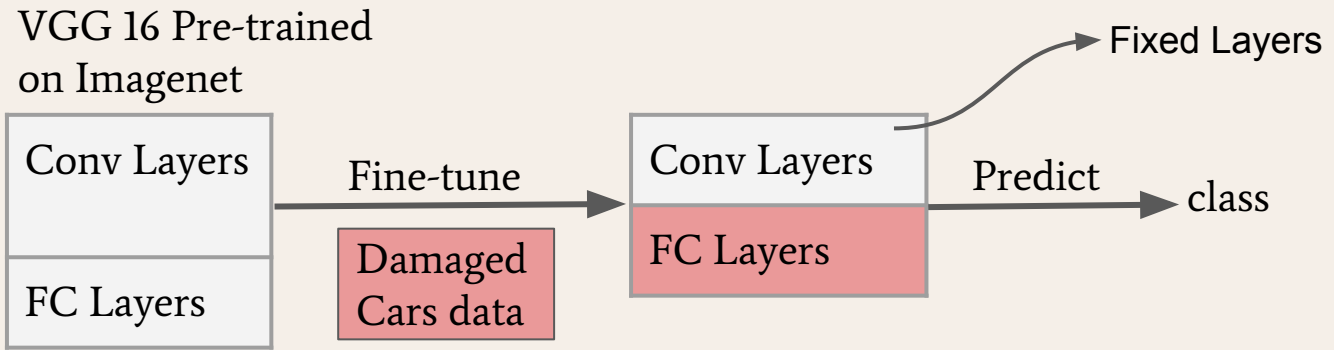 VGG 16 Pre-trained
on Imagenet
Fixed Layers
Conv Layers
Fine-tune
Conv Layers
Predict
class
FC Layers
Damaged
Cars data
FC Layers